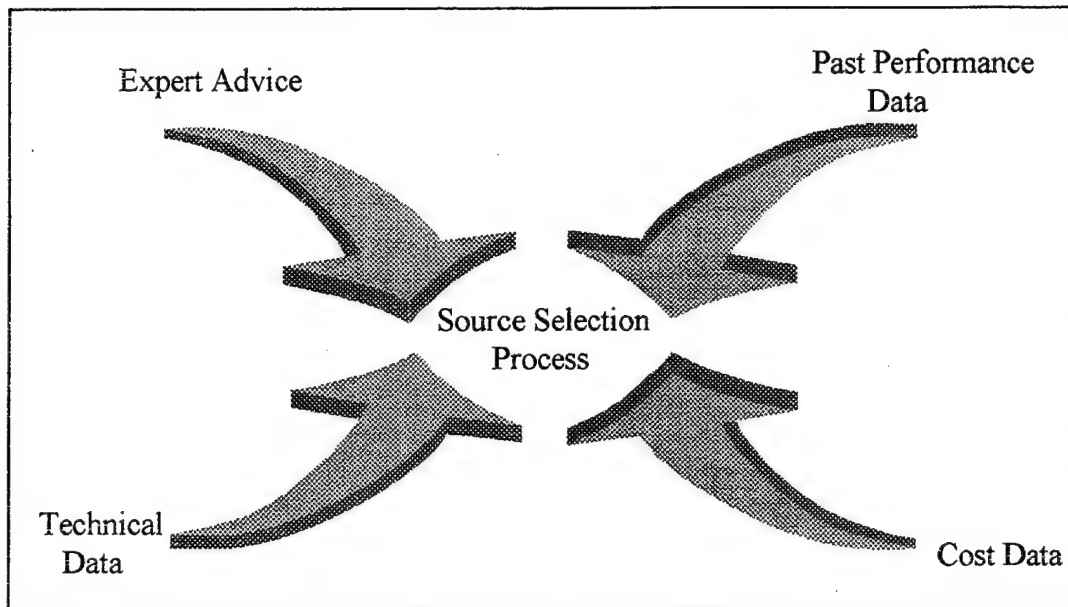 Expert Advice
Past Performance
Data
Source Selection
Process
Technical
Data
Cost Data